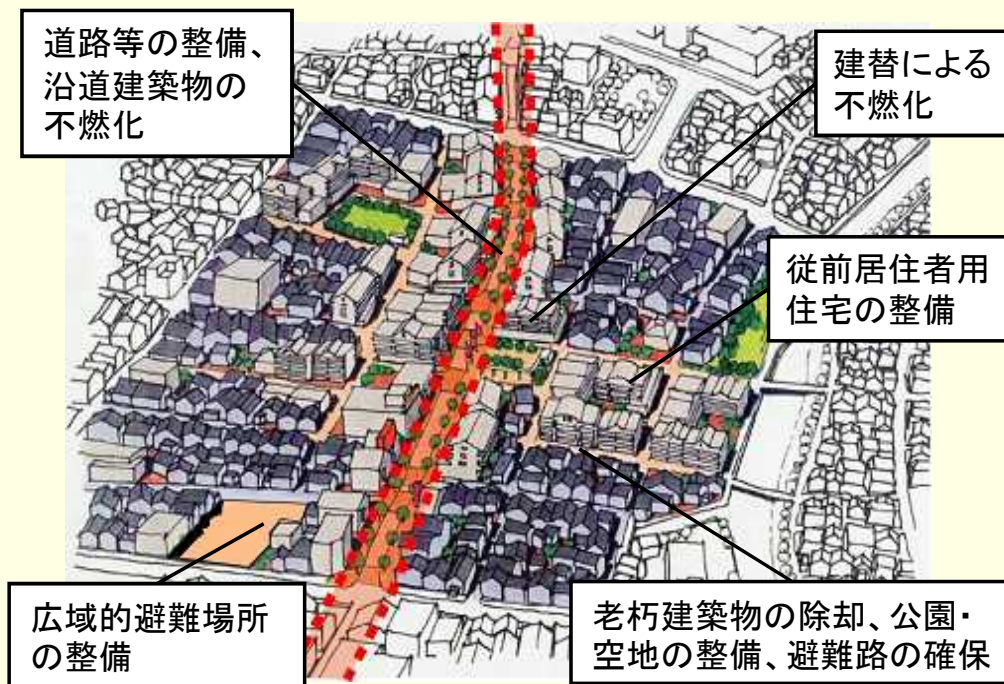 道路等の整備、
沿道建築物の
不燃化
建替による
不燃化
従前居住者用
住宅の整備
広域的避難場所
の整備
老朽建築物の除却、公園・
空地の整備、避難路の確保